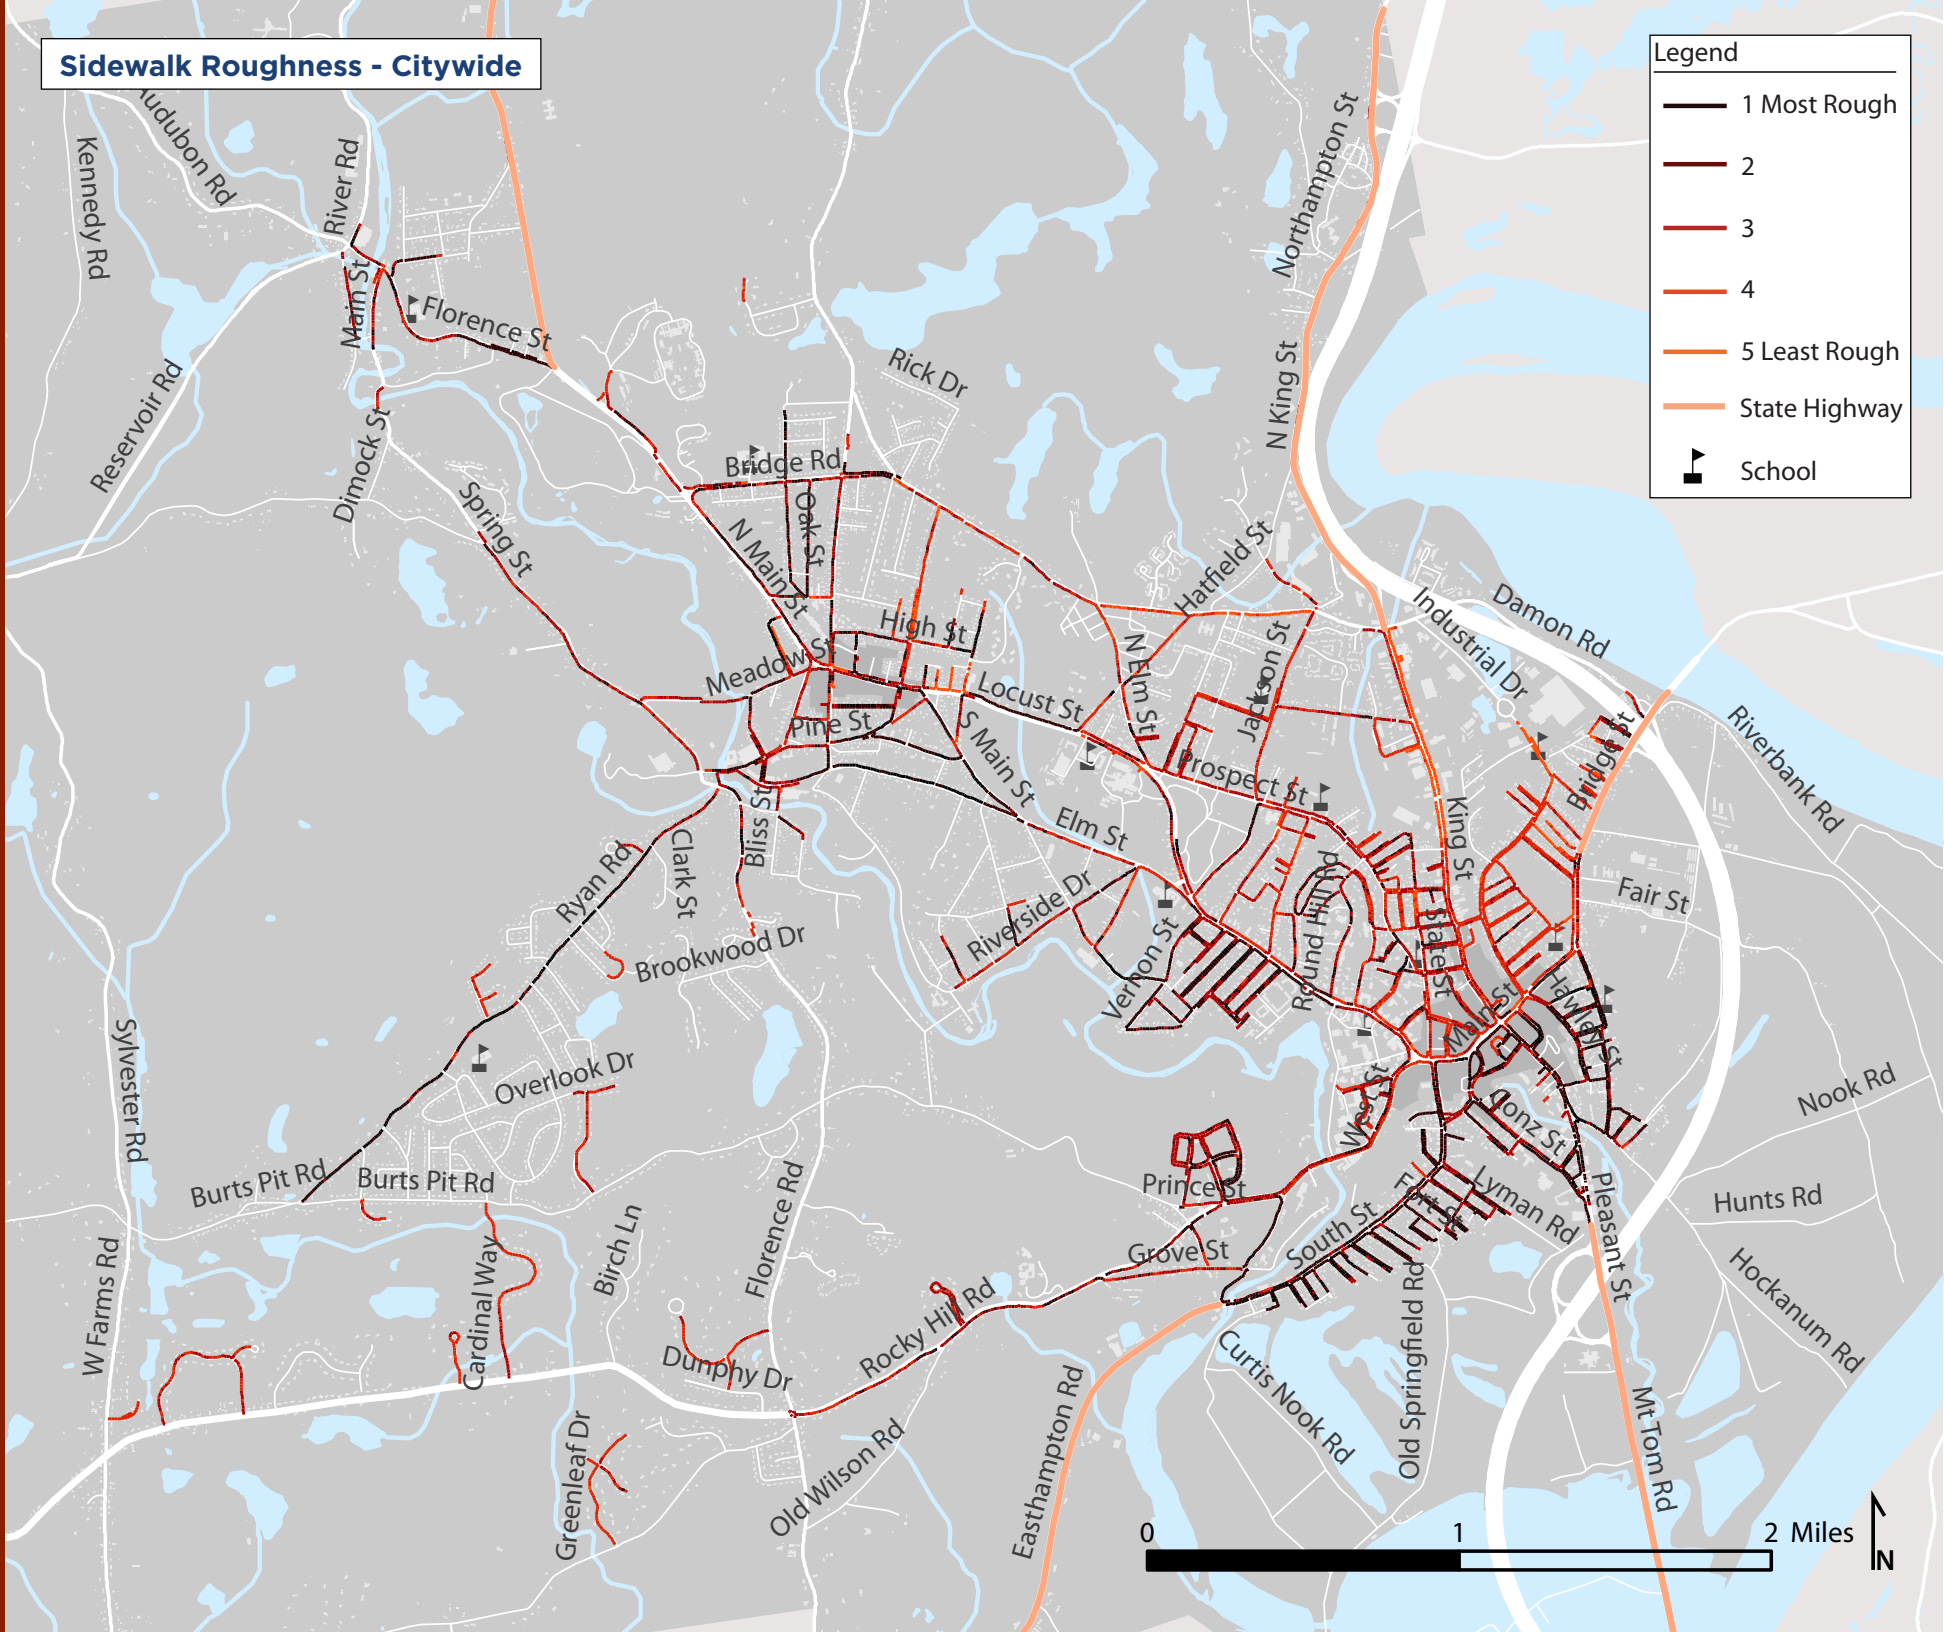 Sidewalk Roughness - Citywide
Legend
1 Most Rough
2
3
4
5 Least Rough
State Highway
School
Audubon Rd
Kennedy Rd
River Rd
Northampton St
Main St
Florence St
Rick Dr
N King St
Reservoir Rd
Dimock St
Bridge Rd
Spring St
Oak St
N Main St
Hatfield St
Damon Rd
Industrial Dr
High St
N Elm St
Jackson St
Meadow St
Locust St
Pine St
S Main St
Prospect St
Bridge St
Riverbank Rd
King St
Elm St
Bliss St
Clark St
Ryan Rd
Round Hill Rd
Fair St
Riverside Dr
Brookwood Dr
Vernon St
State St
Hawley St
Main St
Sylvester Rd
Overlook Dr
West St
Conz St
Nook Rd
Burts Pit Rd
Burts Pit Rd
Prince St
Fort St
Lyman Rd
Pleasant St
Hunts Rd
Birch Ln
Florence Rd
Grove St
South St
W Farms Rd
Cardinal Way
Rocky Hill Rd
Old Springfield Rd
Hockanum Rd
Dunphy Dr
Curtis Nook Rd
Easthampton Rd
Greenleaf Dr
Old Wilson Rd
Mt Tom Rd
0 1 2 Miles
N